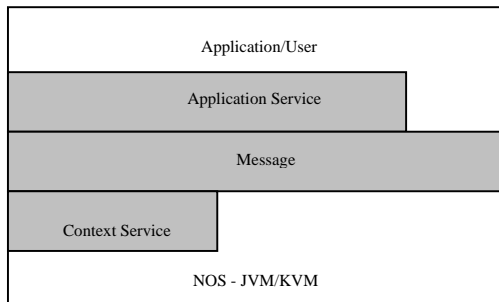 Application/User
Application Service
Message
Context Service
NOS - JVM/KVM